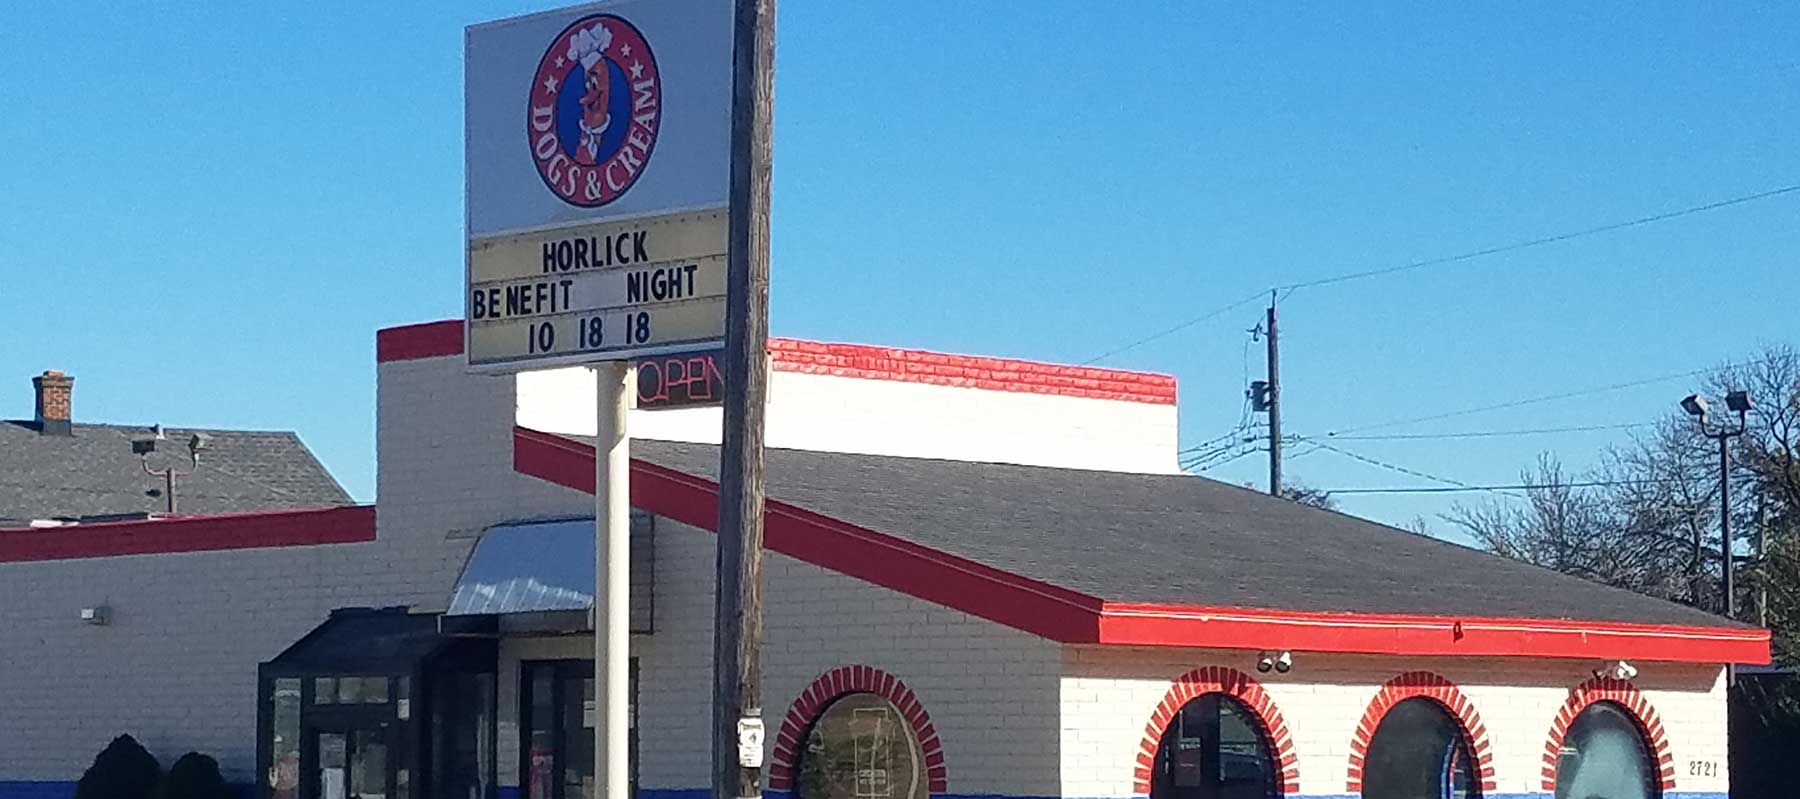 DOGS & CREAM
HORLICK
BENEFIT NIGHT
10 18 18
OPEN
2721